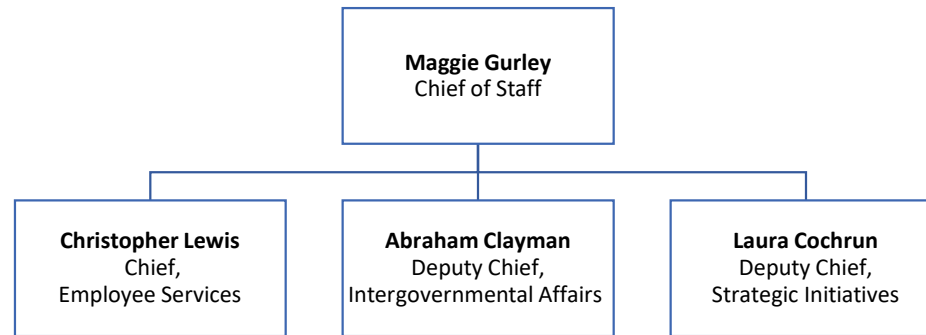 Maggie Gurley
Chief of Staff
Christopher Lewis
Chief,
Employee Services
Abraham Clayman
Deputy Chief,
Intergovernmental Affairs
Laura Cochrun
Deputy Chief,
Strategic Initiatives